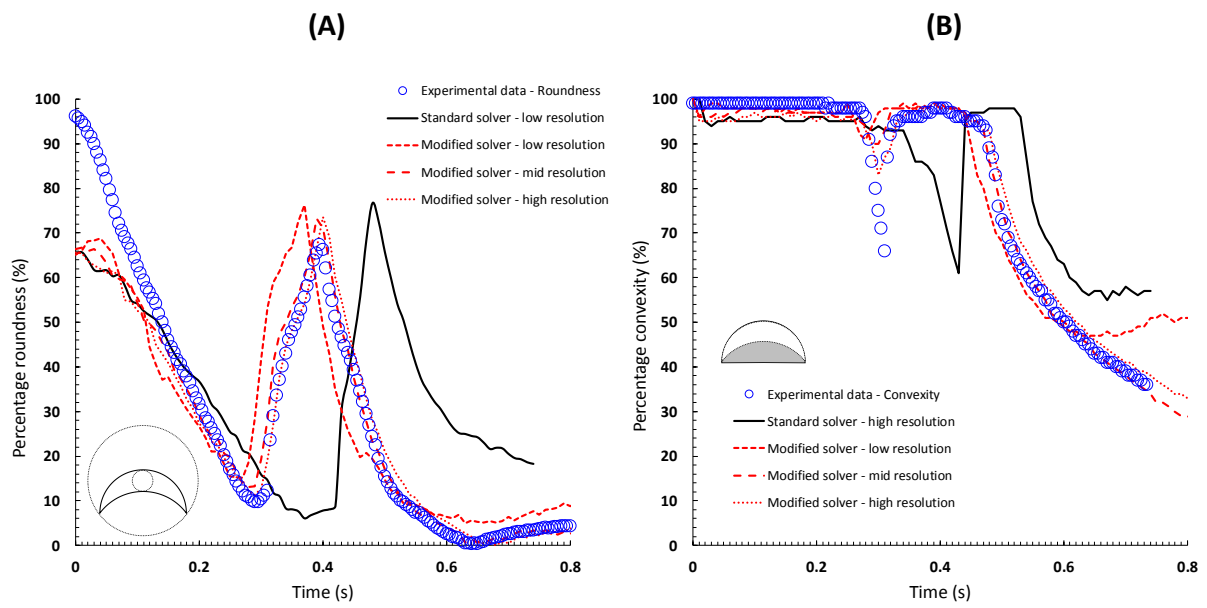 (A)
Experimental data - Roundness
Standard solver - low resolution
Modified solver - low resolution
Modified solver - mid resolution
Modified solver - high resolution
Percentage roundness (%)
100
90
80
70
60
50
40
30
20
10
0
0
0.2
0.4
0.6
0.8
Time (s)
(B)
Percentage convexity (%)
100
90
80
70
60
50
40
30
20
10
0
Experimental data - Convexity
Standard solver - high resolution
Modified solver - low resolution
Modified solver - mid resolution
Modified solver - high resolution
0
0.2
0.4
0.6
0.8
Time (s)